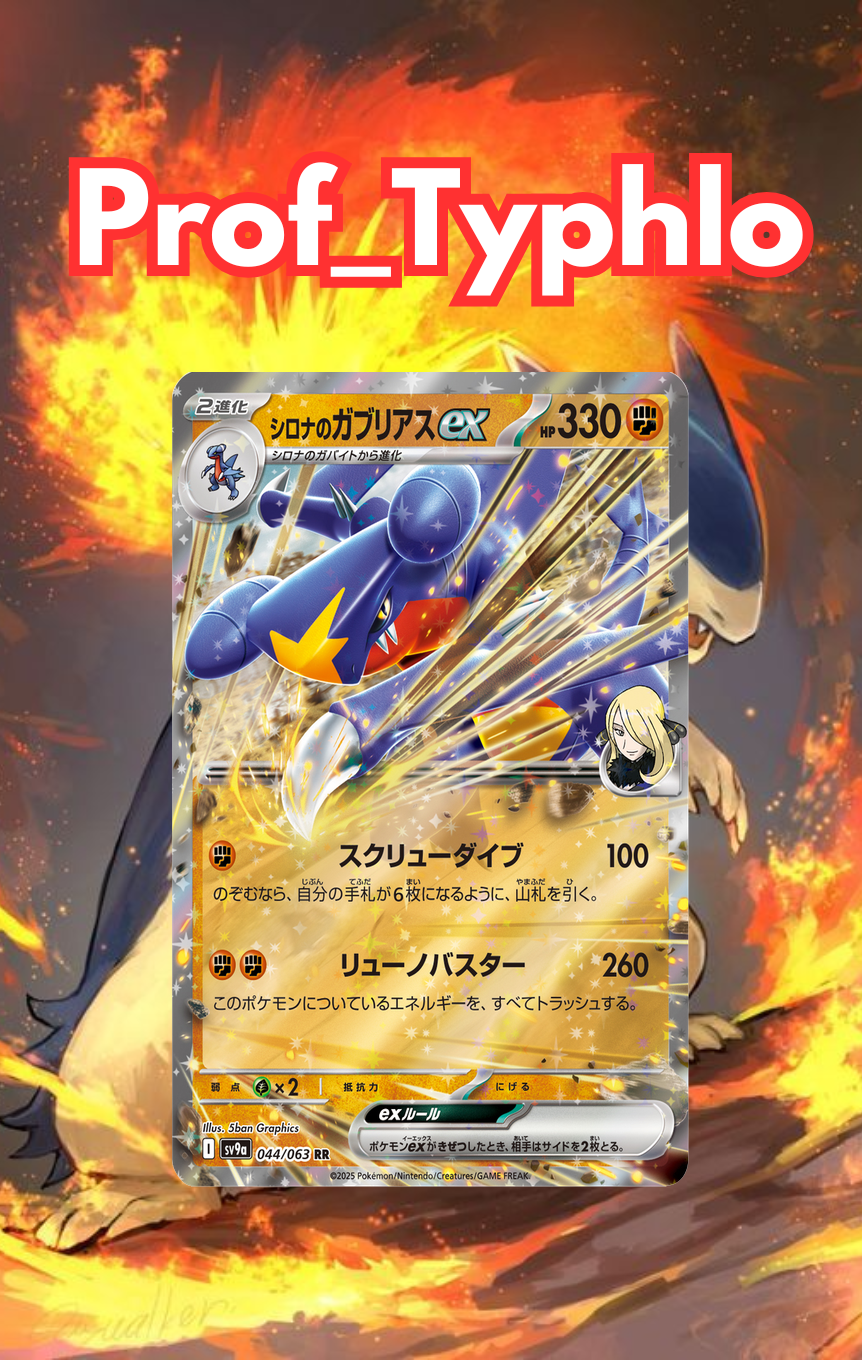 Prof_Typhlo
2進化
シロナのガブリアスex
HP 330
シロナのガバイトから進化
スクリューダイブ 100
のぞむなら、自分の手札が6枚になるように、山札を引く。
リューノバスター 260
このポケモンについているエネルギーを、すべてトラッシュする。
弱点 ×2 抵抗力 にげる
exルール
ポケモンexがきぜつしたとき、相手はサイドを2枚とる。
Illus. 5ban Graphics
I sv9a 044/063 RR
©2025 Pokémon/Nintendo/Creatures/GAME FREAK.